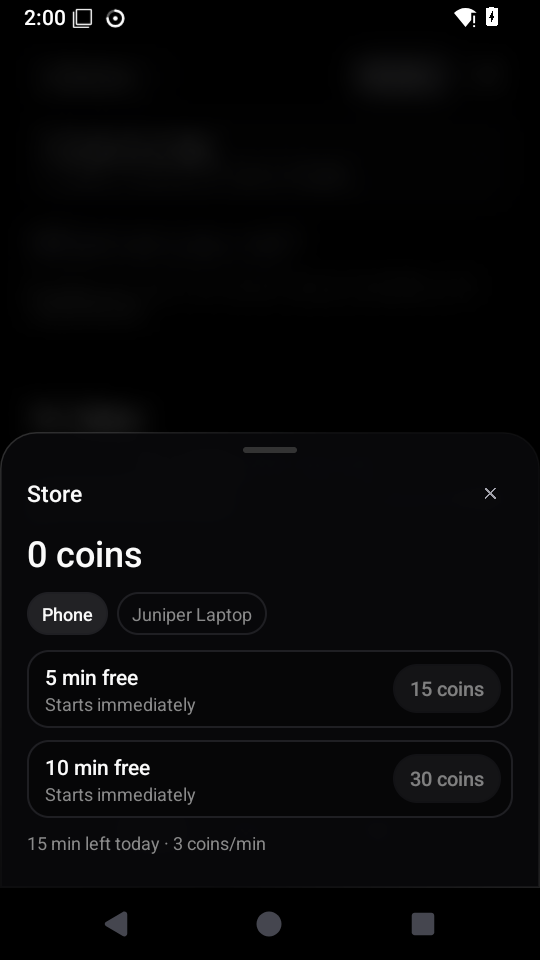 2:00
Store
0 coins
Phone
Juniper Laptop
5 min free
Starts immediately
15 coins
10 min free
Starts immediately
30 coins
15 min left today · 3 coins/min